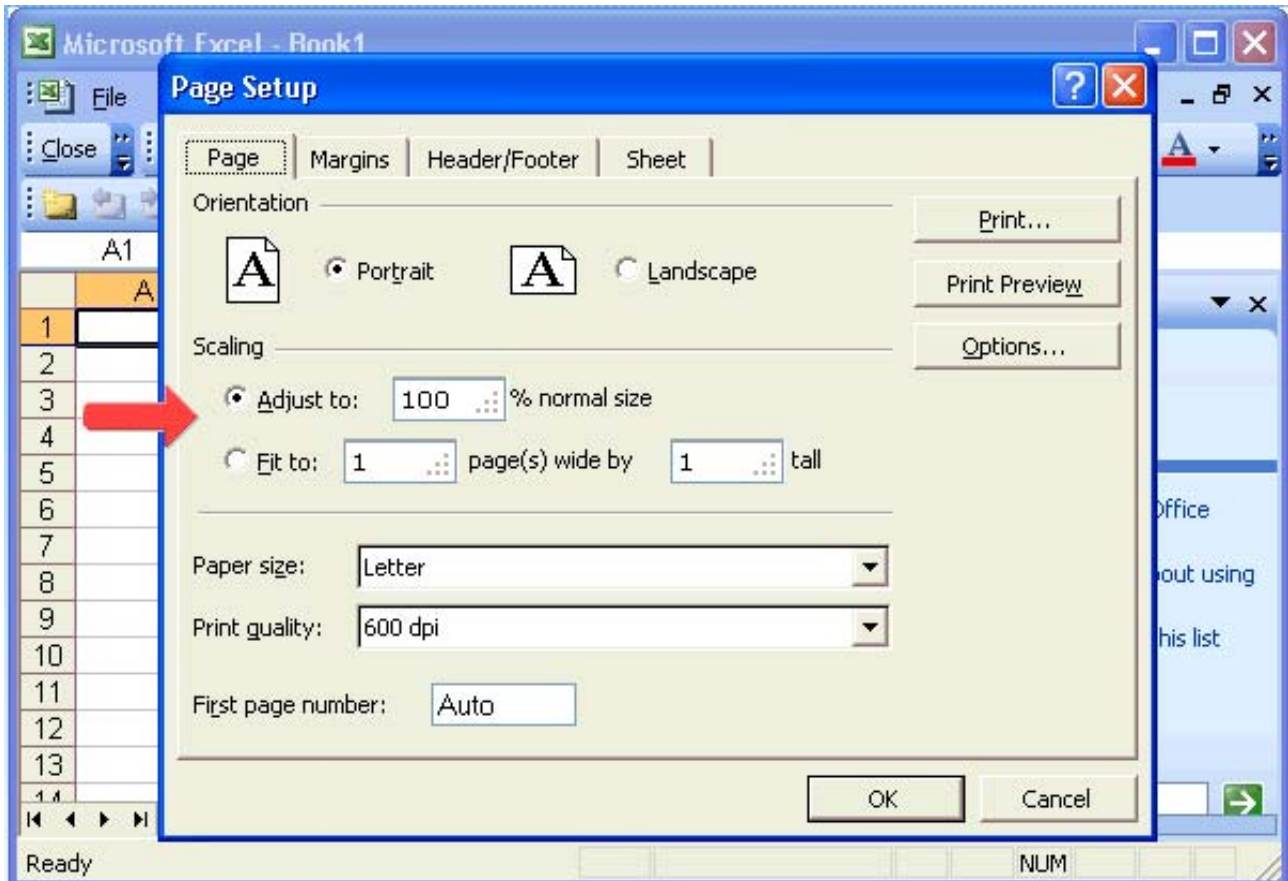 Microsoft Excel - Book1
File
Page Setup
Close
Page Margins Header/Footer Sheet
A
Orientation
Print...
A1
A Portrait A Landscape
Print Preview
A
1
Scaling
Options...
2
3
Adjust to: 100 % normal size
4
Fit to: 1 page(s) wide by 1 tall
5
6
Office
7
Paper size: Letter
8
out using
9
Print quality: 600 dpi
his list
10
11
First page number: Auto
12
13
14
OK Cancel
Ready
NUM